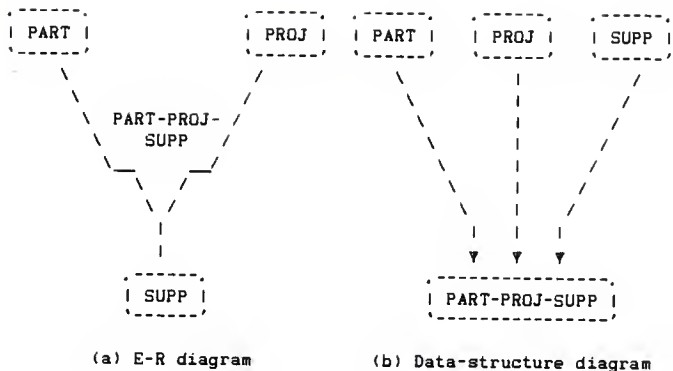 PART PROJ PART PROJ SUPP
PART-PROJ-
SUPP
SUPP PART-PROJ-SUPP
(a) E-R diagram (b) Data-structure diagram